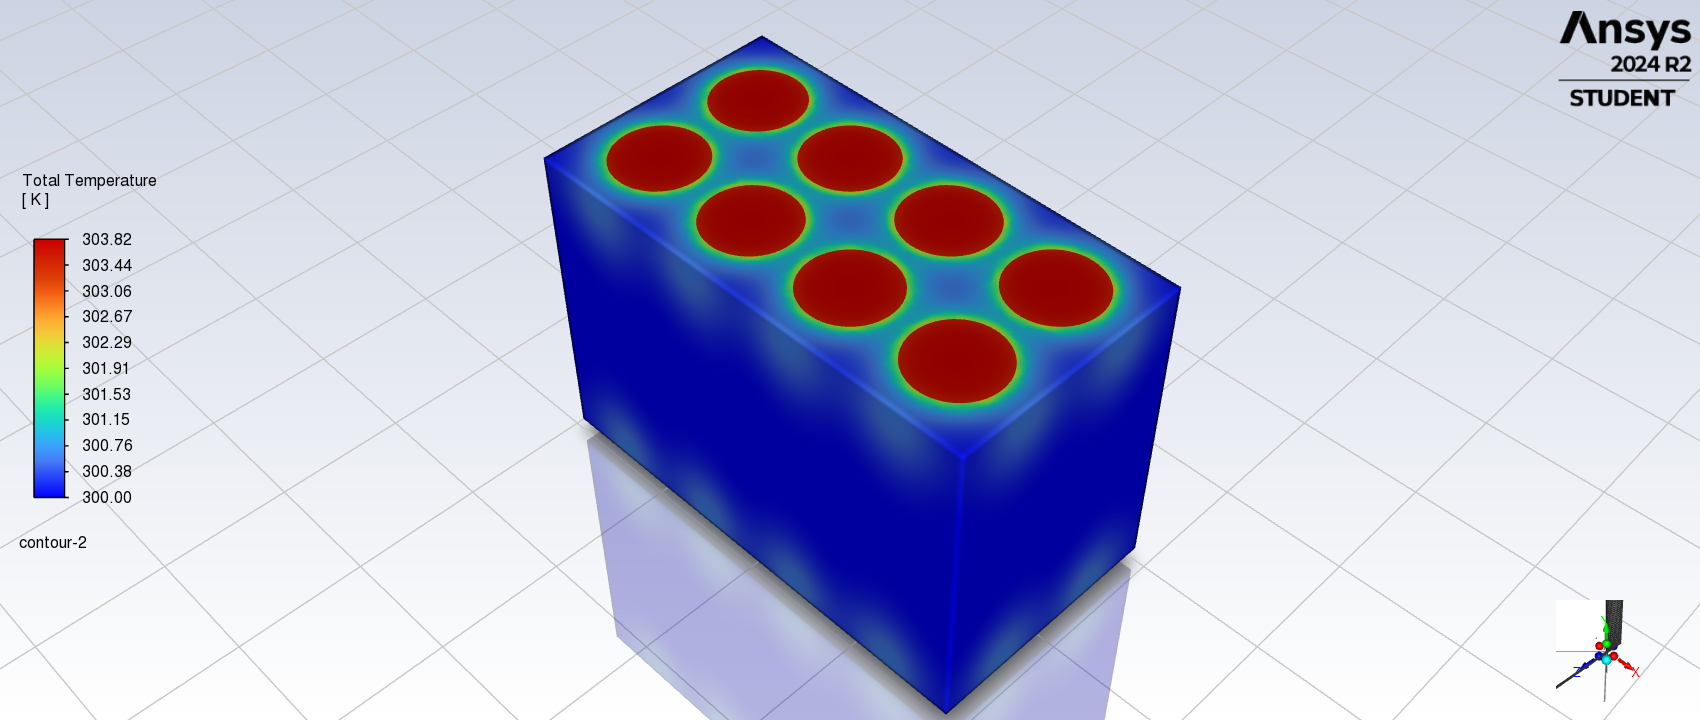 Ansys
2024 R2
STUDENT
Total Temperature
[ K ]
303.82
303.44
303.06
302.67
302.29
301.91
301.53
301.15
300.76
300.38
300.00
contour-2
Y
Z
X